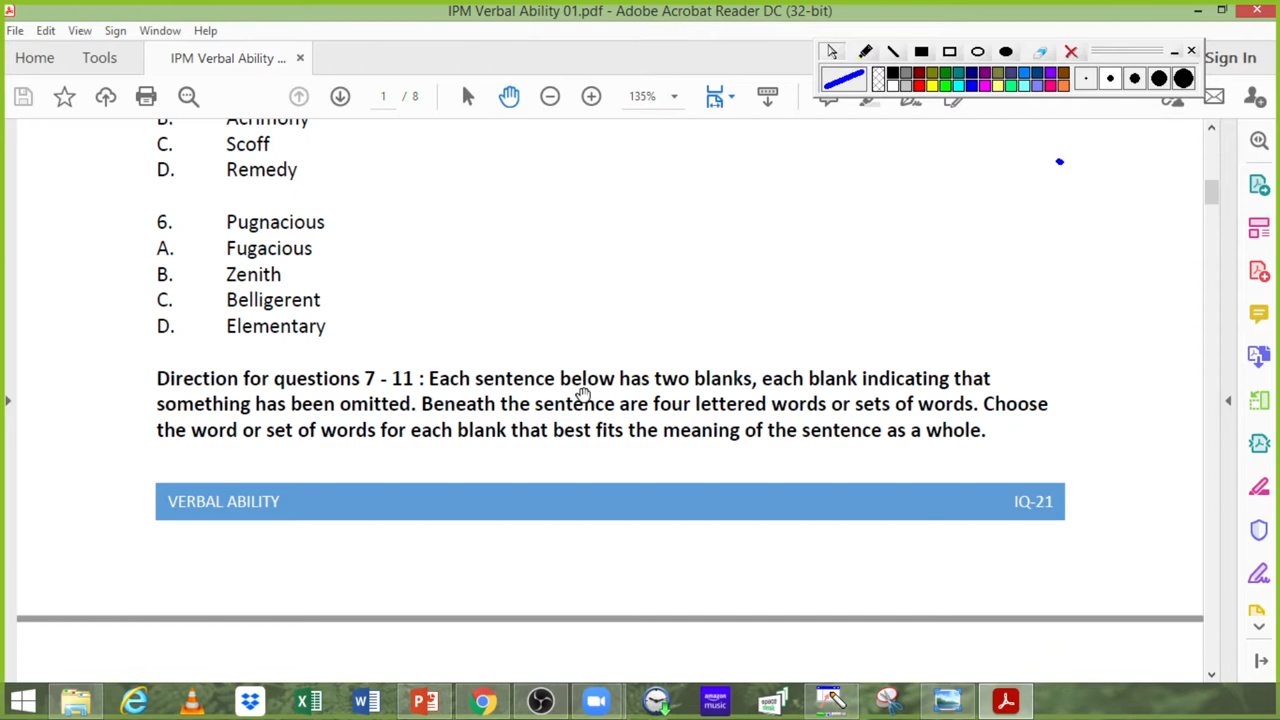 IPM Verbal Ability 01.pdf - Adobe Acrobat Reader DC (32-bit)
File Edit View Sign Window Help
Home Tools IPM Verbal Ability ... × Sign In
1 / 8 135%
B. Acrimony
C. Scoff
D. Remedy
6. Pugnacious
A. Fugacious
B. Zenith
C. Belligerent
D. Elementary
Direction for questions 7 - 11 : Each sentence below has two blanks, each blank indicating that
something has been omitted. Beneath the sentence are four lettered words or sets of words. Choose
the word or set of words for each blank that best fits the meaning of the sentence as a whole.
VERBAL ABILITY IQ-21
amazon
music